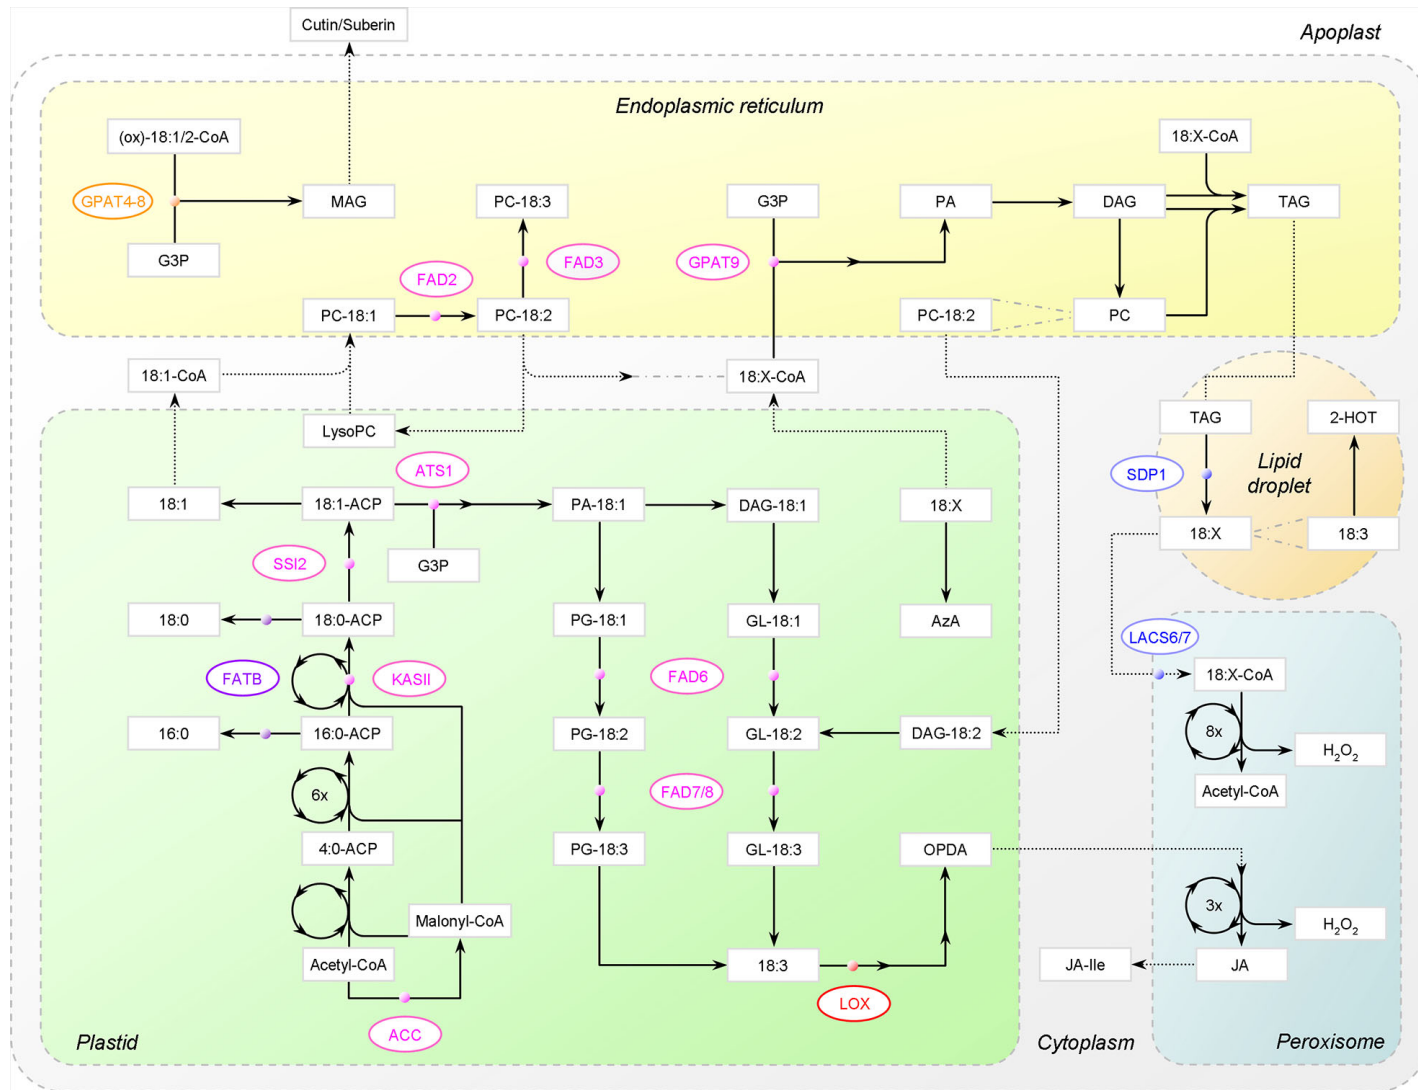 Cutin/Suberin
Apoplast
Endoplasmic reticulum
(ox)-18:1/2-CoA
18:X-CoA
GPAT4-8
MAG
PC-18:3
G3P
PA
DAG
TAG
G3P
FAD2
FAD3
GPAT9
PC-18:1
PC-18:2
PC-18:2
PC
18:1-CoA
18:X-CoA
LysoPC
TAG
2-HOT
ATS1
SDP1
Lipid
droplet
18:1
18:1-ACP
PA-18:1
DAG-18:1
18:X
18:X
18:3
SSI2
G3P
18:0
18:0-ACP
PG-18:1
GL-18:1
AzA
LACS6/7
FATB
KASII
FAD6
18:X-CoA
16:0
16:0-ACP
PG-18:2
GL-18:2
DAG-18:2
8x
H2O2
6x
FAD7/8
Acetyl-CoA
4:0-ACP
PG-18:3
GL-18:3
OPDA
Malonyl-CoA
3x
H2O2
Acetyl-CoA
18:3
JA-Ile
JA
LOX
ACC
Plastid
Cytoplasm
Peroxisome